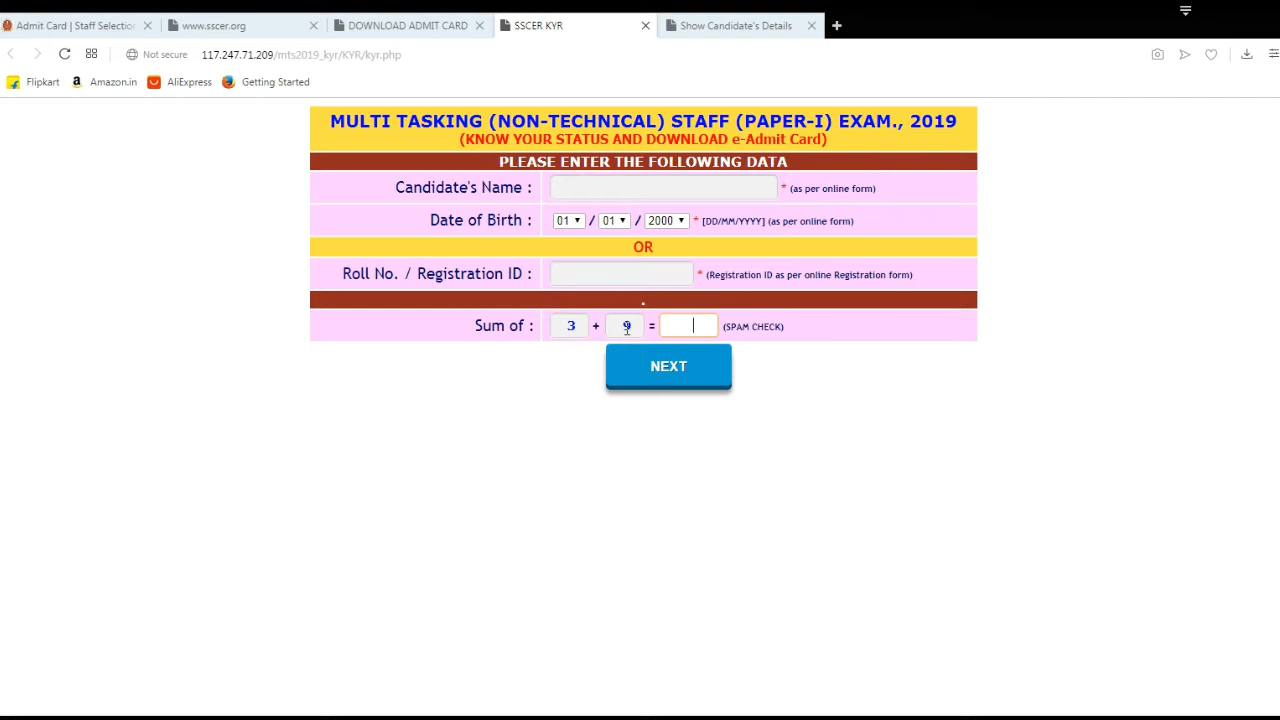 Admit Card | Staff Selection
www.sscer.org
DOWNLOAD ADMIT CARD
SSCER KYR
Show Candidate's Details
Not secure 117.247.71.209/mts2019_kyr/KYR/kyr.php
Flipkart Amazon.in AliExpress Getting Started
MULTI TASKING (NON-TECHNICAL) STAFF (PAPER-I) EXAM., 2019
(KNOW YOUR STATUS AND DOWNLOAD e-Admit Card)
PLEASE ENTER THE FOLLOWING DATA
Candidate's Name : * (as per online form)
Date of Birth : 01 / 01 / 2000 * [DD/MM/YYYY] (as per online form)
OR
Roll No. / Registration ID : * (Registration ID as per online Registration form)
.
Sum of : 3 + 9 = (SPAM CHECK)
NEXT